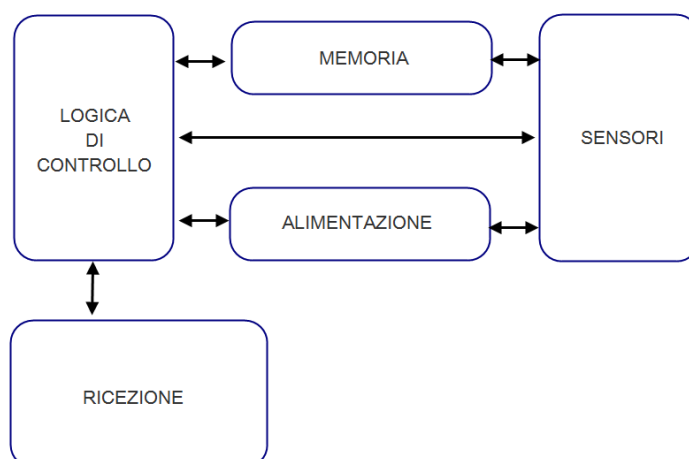 LOGICA
DI
CONTROLLO
MEMORIA
SENSORI
ALIMENTAZIONE
RICEZIONE